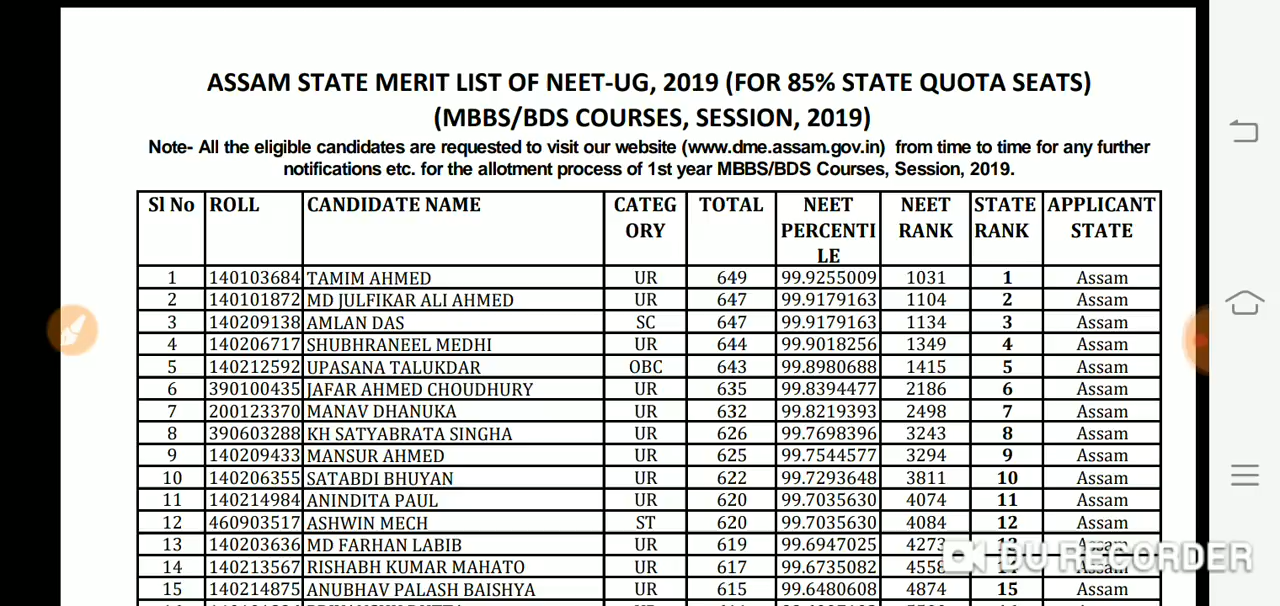 ASSAM STATE MERIT LIST OF NEET-UG, 2019 (FOR 85% STATE QUOTA SEATS)
(MBBS/BDS COURSES, SESSION, 2019)
Note- All the eligible candidates are requested to visit our website (www.dme.assam.gov.in) from time to time for any further
notifications etc. for the allotment process of 1st year MBBS/BDS Courses, Session, 2019.
Sl No ROLL CANDIDATE NAME CATEG TOTAL NEET NEET STATE APPLICANT
ORY PERCENTI RANK RANK STATE
LE
1 140103684 TAMIM AHMED UR 649 99.9255009 1031 1 Assam
2 140101872 MD JULFIKAR ALI AHMED UR 647 99.9179163 1104 2 Assam
3 140209138 AMLAN DAS SC 647 99.9179163 1134 3 Assam
4 140206717 SHUBHRANEEL MEDHI UR 644 99.9018256 1349 4 Assam
5 140212592 UPASANA TALUKDAR OBC 643 99.8980688 1415 5 Assam
6 390100435 JAFAR AHMED CHOUDHURY UR 635 99.8394477 2186 6 Assam
7 200123370 MANAV DHANUKA UR 632 99.8219393 2498 7 Assam
8 390603288 KH SATYABRATA SINGHA UR 626 99.7698396 3243 8 Assam
9 140209433 MANSUR AHMED UR 625 99.7544577 3294 9 Assam
10 140206355 SATABDI BHUYAN UR 622 99.7293648 3811 10 Assam
11 140214984 ANINDITA PAUL UR 620 99.7035630 4074 11 Assam
12 460903517 ASHWIN MECH ST 620 99.7035630 4084 12 Assam
13 140203636 MD FARHAN LABIB UR 619 99.6947025 4273 13 Assam
14 140213567 RISHABH KUMAR MAHATO UR 617 99.6735082 4558 14 Assam
15 140214875 ANUBHAV PALASH BAISHYA UR 615 99.6480608 4874 15 Assam
DU RECORDER